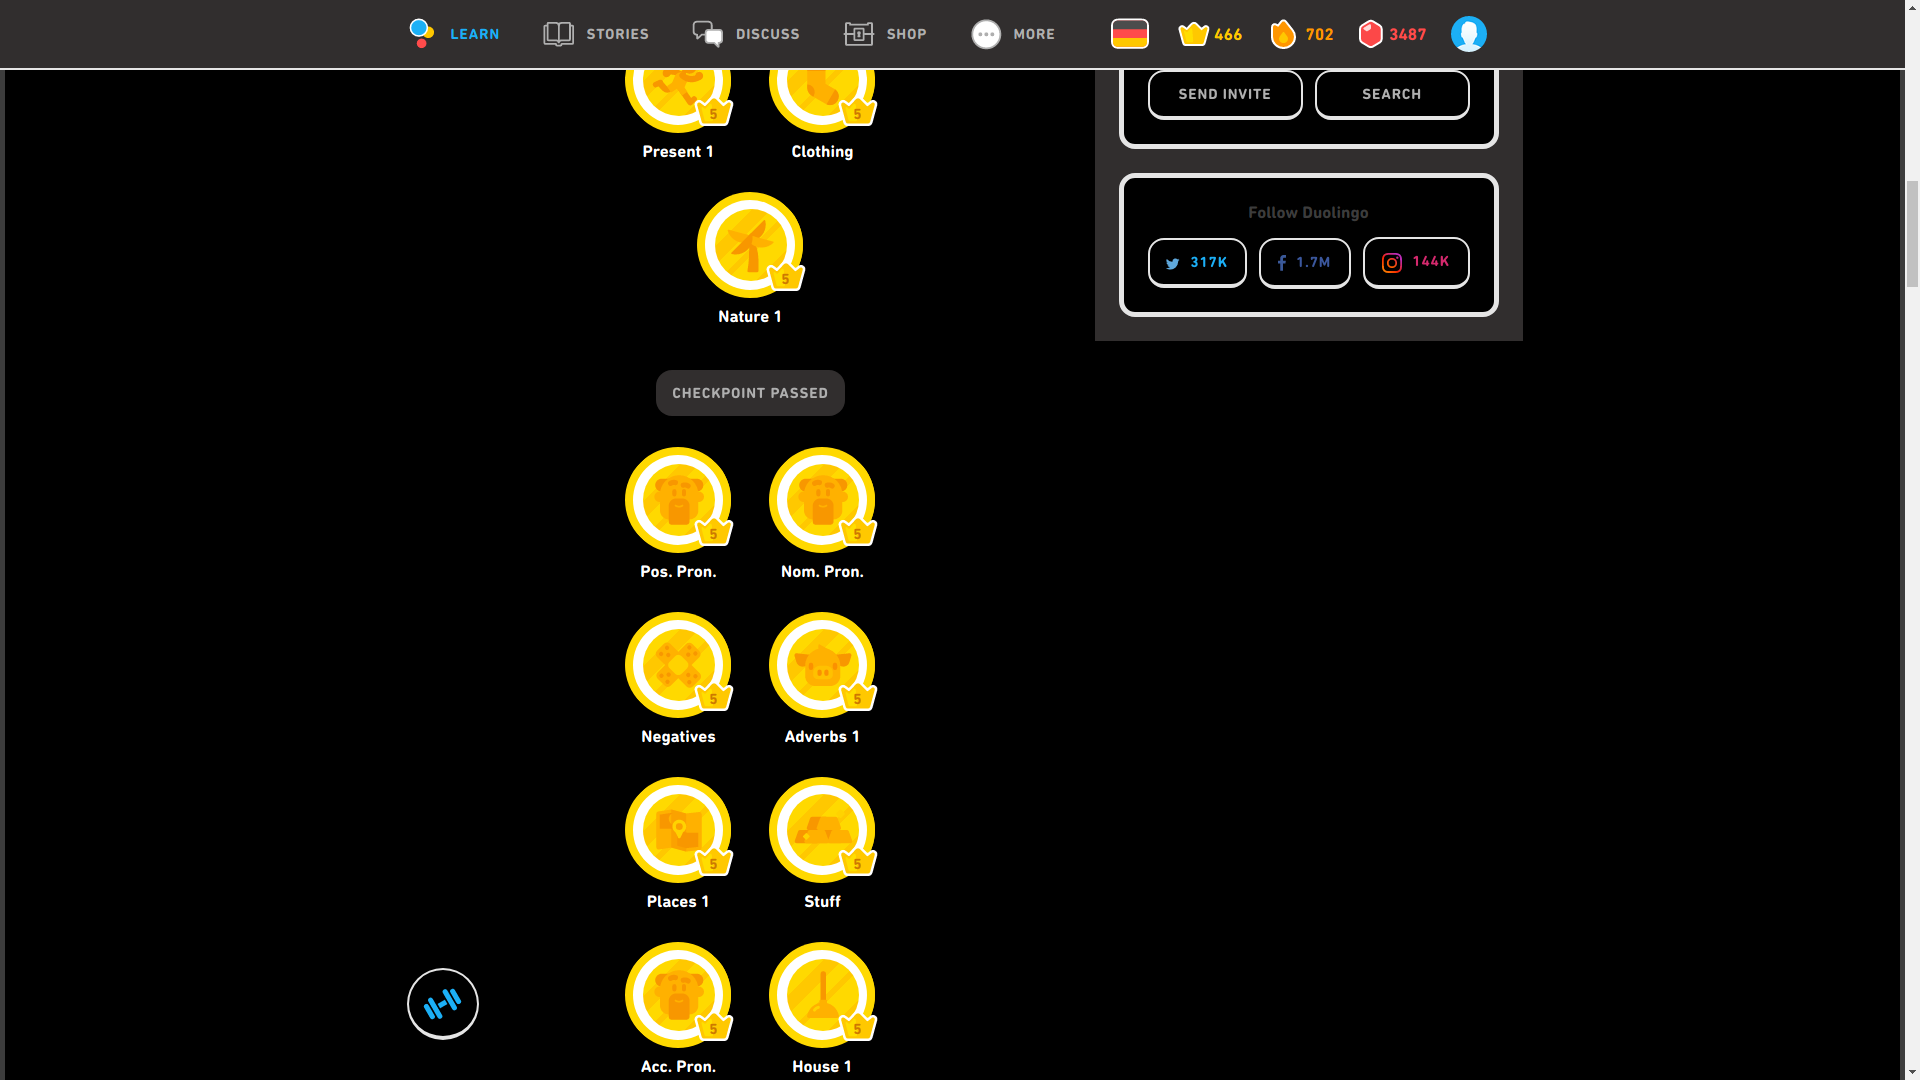 LEARN STORIES DISCUSS SHOP MORE 466 702 3487
5 5
Present 1 Clothing
5
Nature 1
CHECKPOINT PASSED
5 5
Pos. Pron. Nom. Pron.
5 5
Negatives Adverbs 1
5 5
Places 1 Stuff
5 5
Acc. Pron. House 1
SEND INVITE SEARCH
Follow Duolingo
317K 1.7M 144K